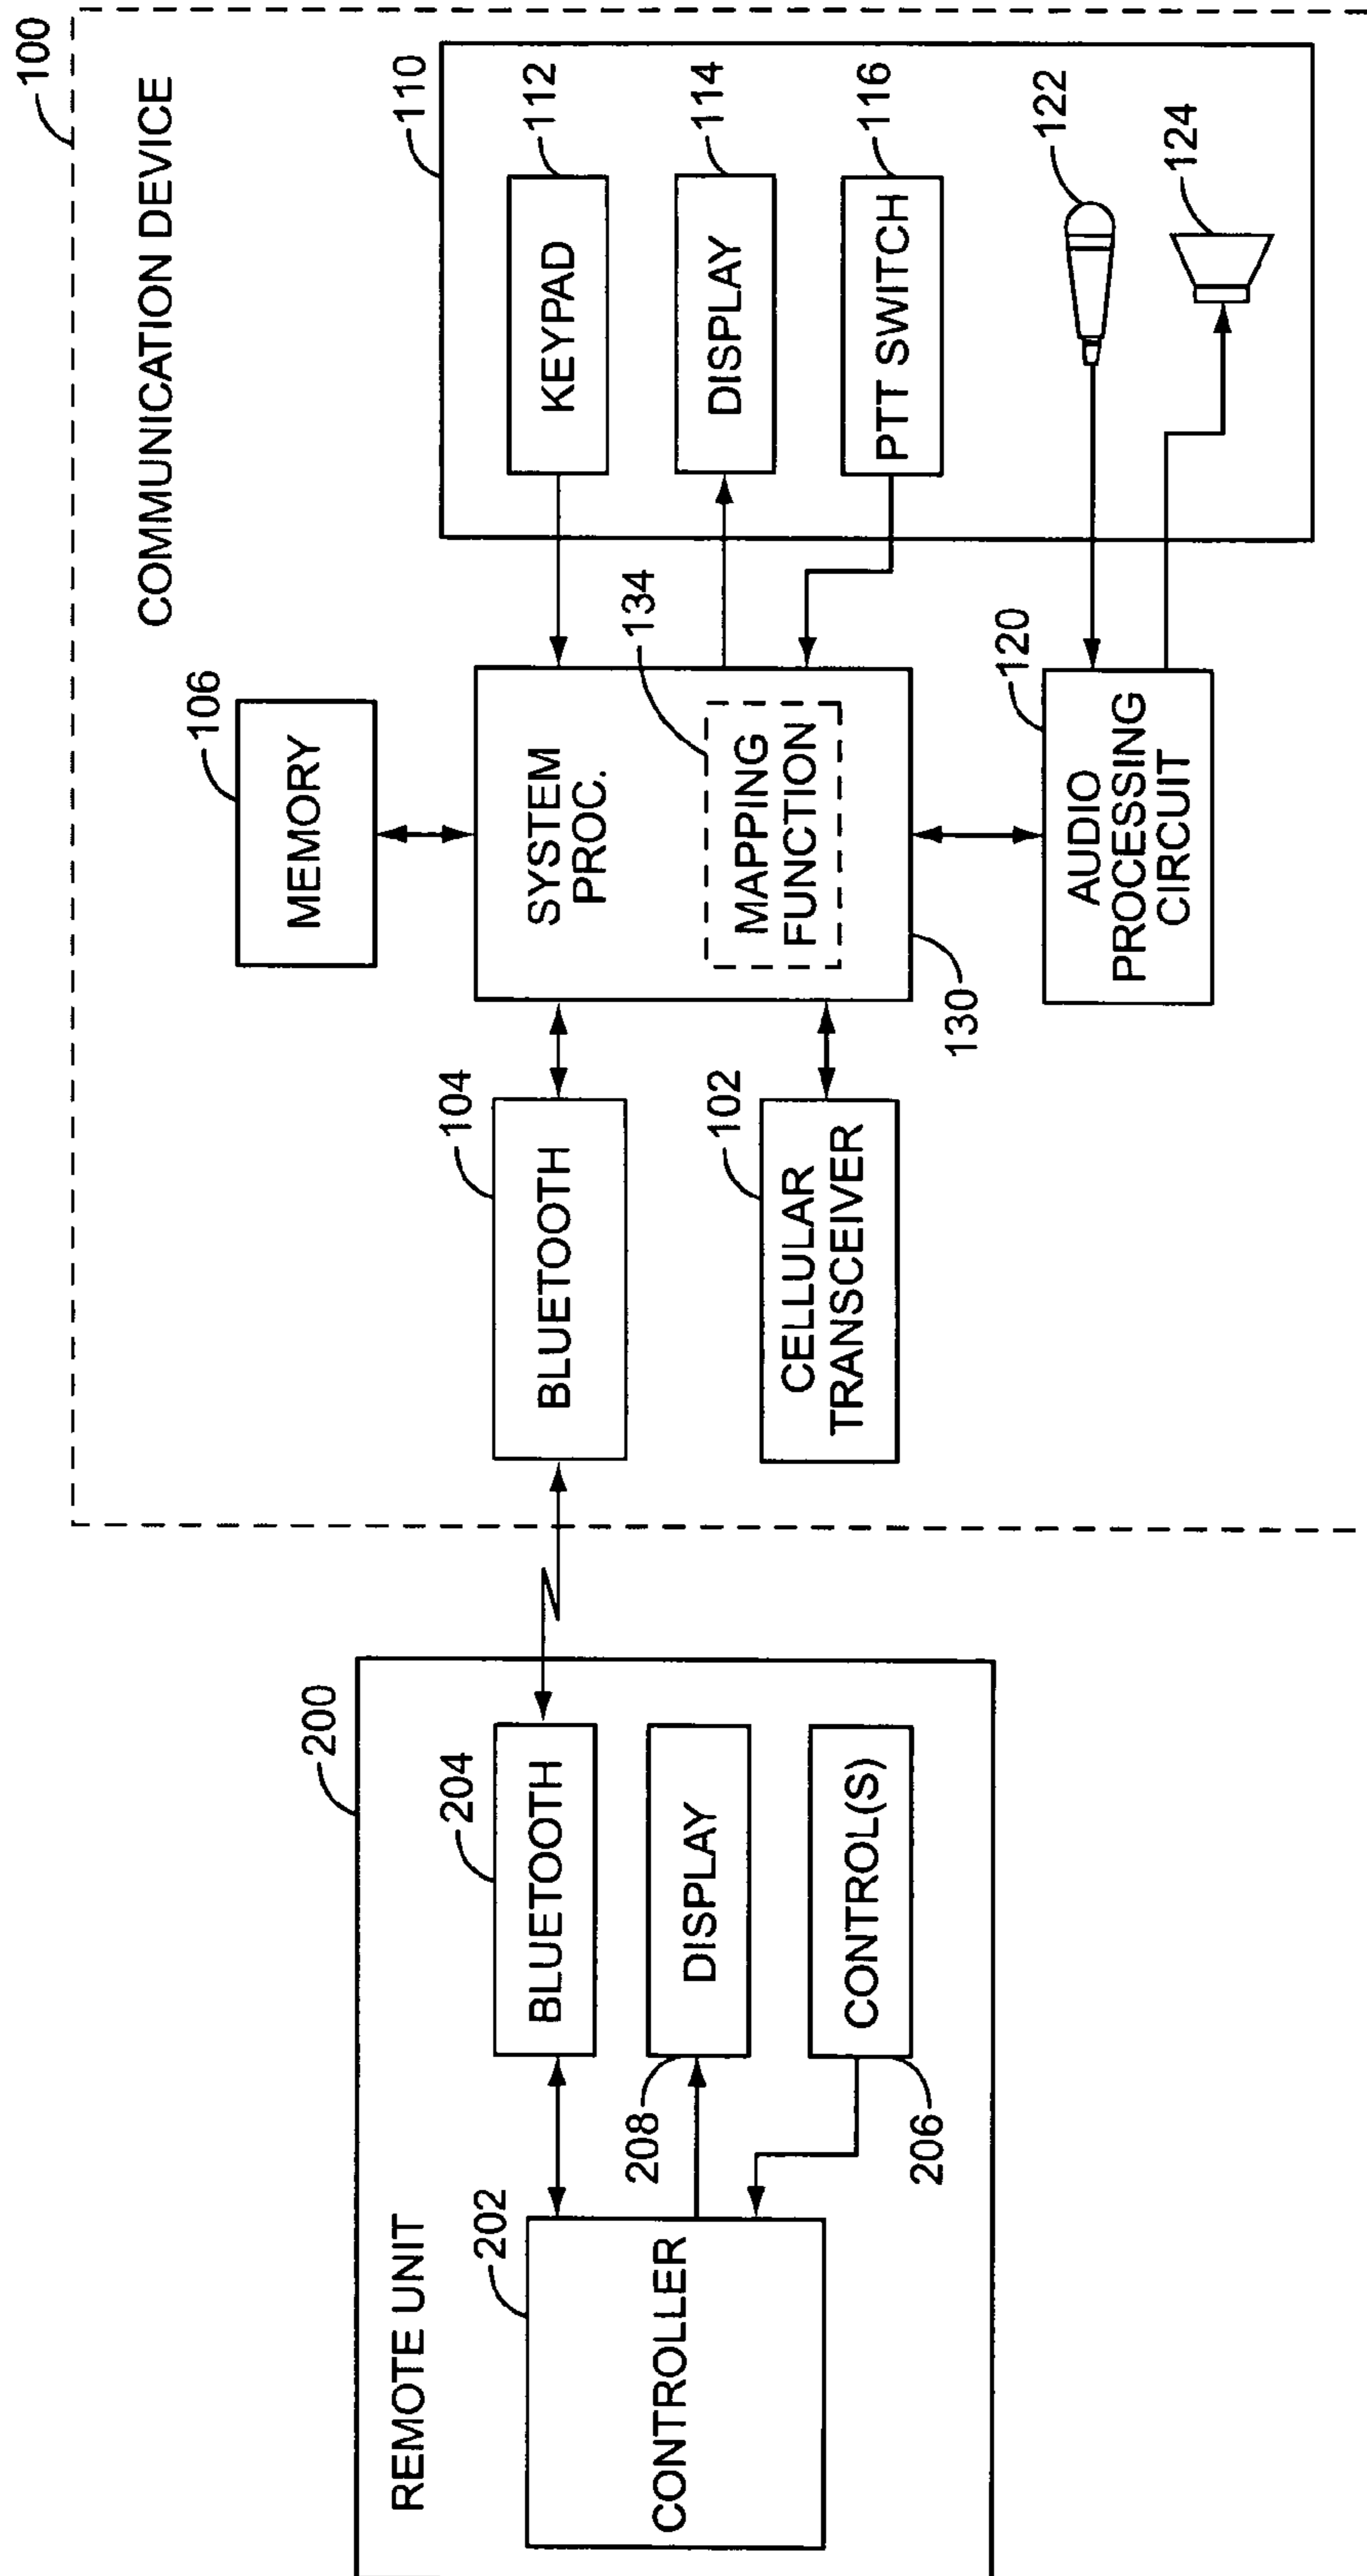 100
COMMUNICATION DEVICE
106
MEMORY
110
KEYPAD
112
104
BLUETOOTH
SYSTEM
PROC.
DISPLAY
114
134
MAPPING
FUNCTION
PTT SWITCH
116
102
CELLULAR
TRANSCEIVER
130
120
AUDIO
PROCESSING
CIRCUIT
122
124
200
REMOTE UNIT
204
BLUETOOTH
202
CONTROLLER
208
DISPLAY
CONTROL(S)
206